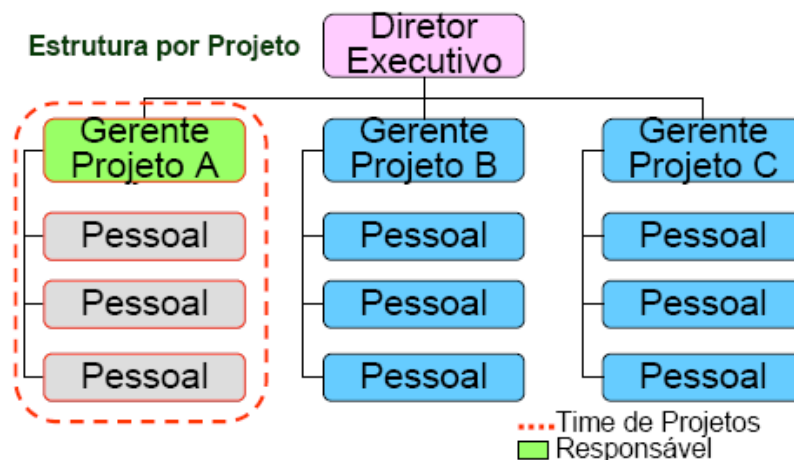 Estrutura por Projeto
Diretor
Executivo
Gerente
Projeto A
Gerente
Projeto B
Gerente
Projeto C
Pessoal
Pessoal
Pessoal
Pessoal
Pessoal
Pessoal
Pessoal
Pessoal
Pessoal
Time de Projetos
Responsável